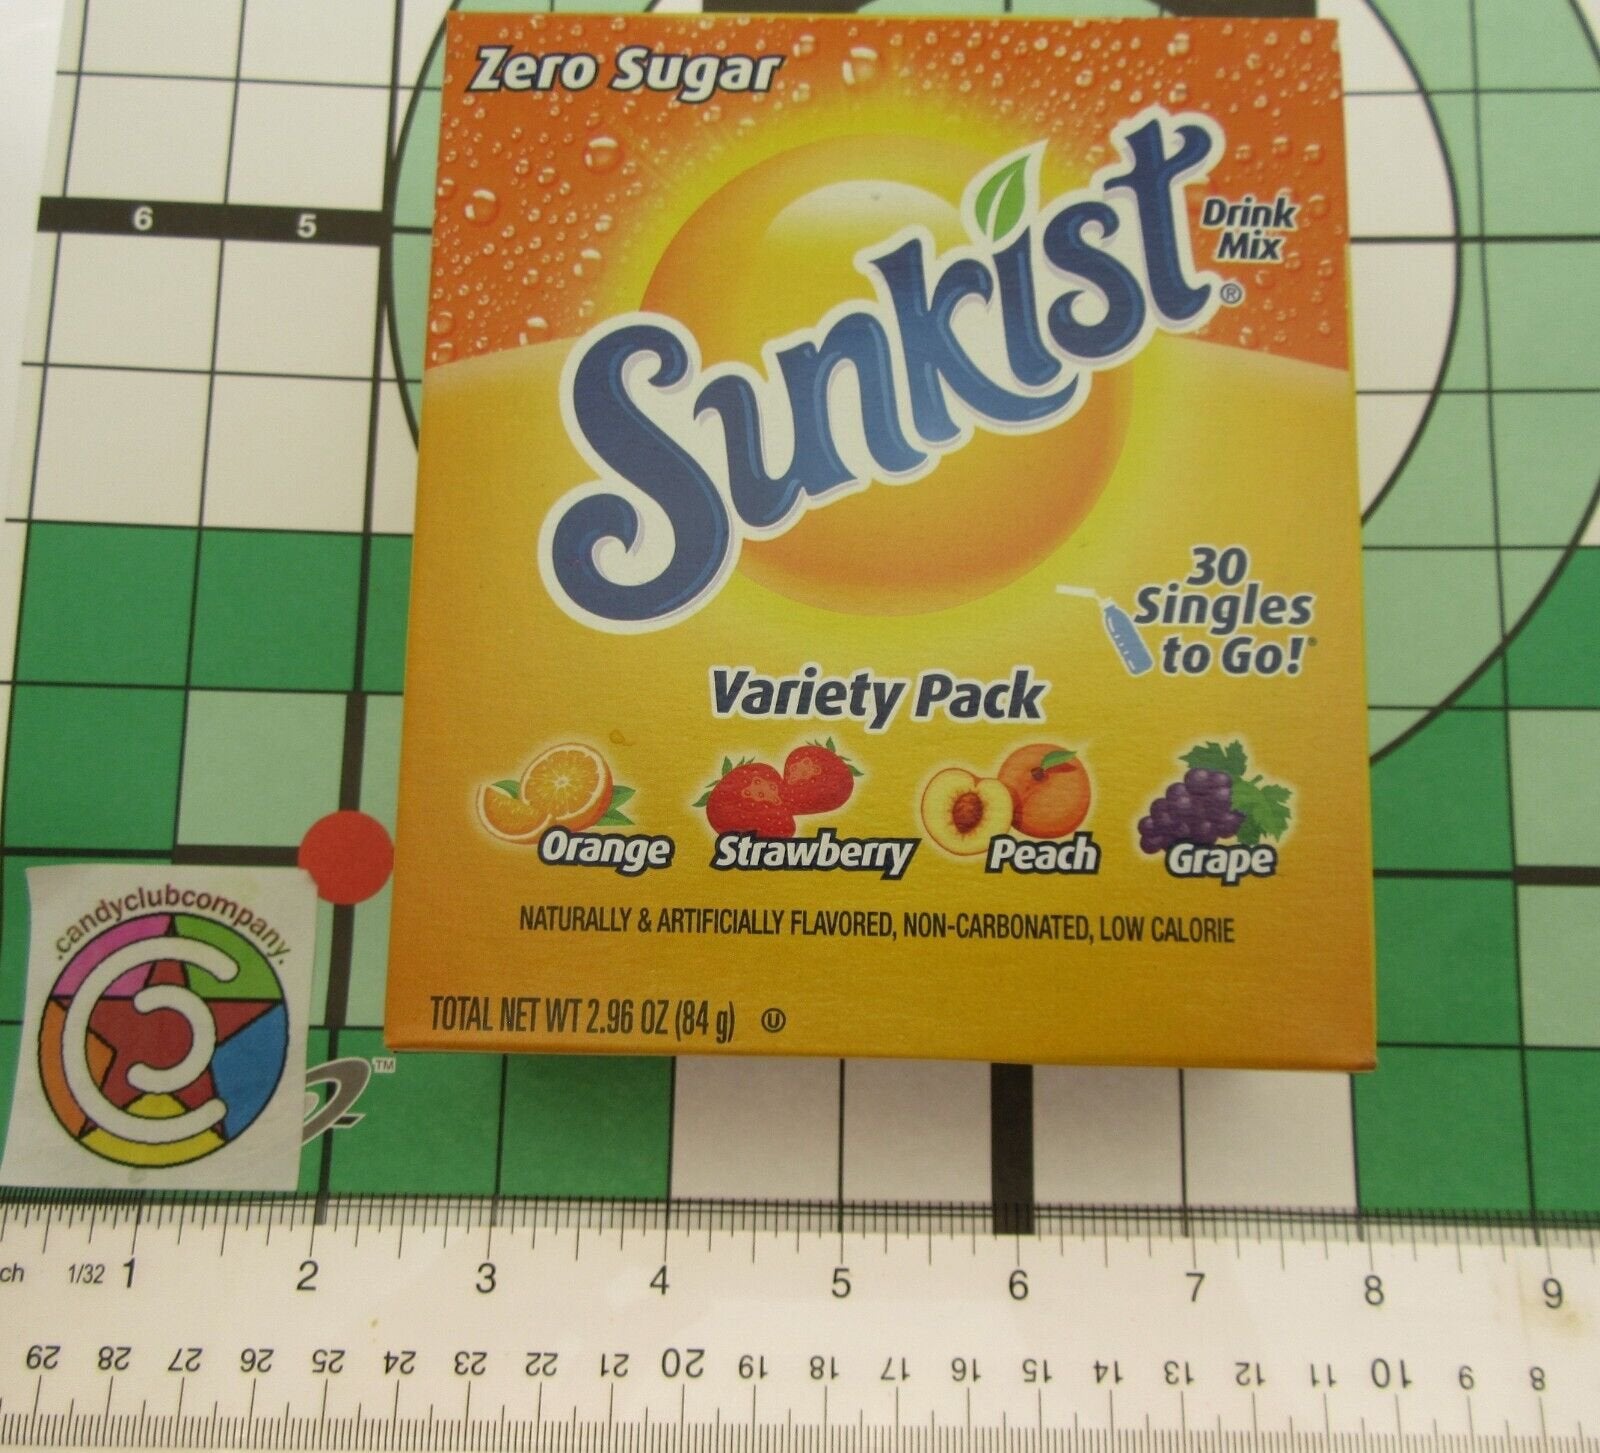 Zero Sugar
Sunkist®
Drink
Mix
6 5
30
Singles
to Go!®
Variety Pack
Orange Strawberry Peach Grape
NATURALLY & ARTIFICIALLY FLAVORED, NON-CARBONATED, LOW CALORIE
TOTAL NET WT 2.96 OZ (84 g) U
.candyclubcompany.
TM
ch 1/32 1 2 3 4 5 6 7 8 9
29 28 27 26 25 24 23 22 21 20 19 18 17 16 15 14 13 12 11 10 9 8